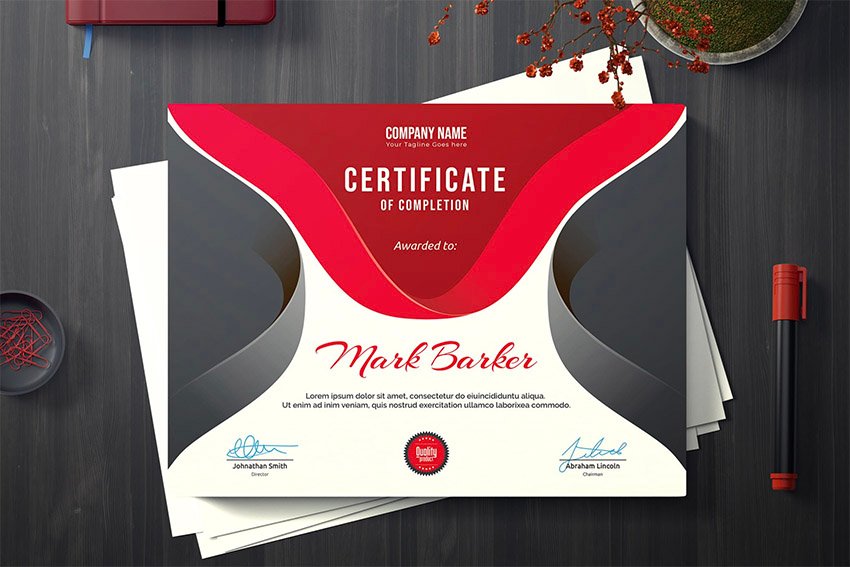 COMPANY NAME
Your Tagline Goes here
CERTIFICATE
OF COMPLETION
Awarded to:
Mark Barker
Lorem ipsum dolor sit amet, consectetur do eiuincididuntu aliqua.
Ut enim ad minim veniam, quis nostrud exercitation ullamco laborixea commodo.
Quality
product
Johnathan Smith
Director
Abraham Lincoln
Chairman